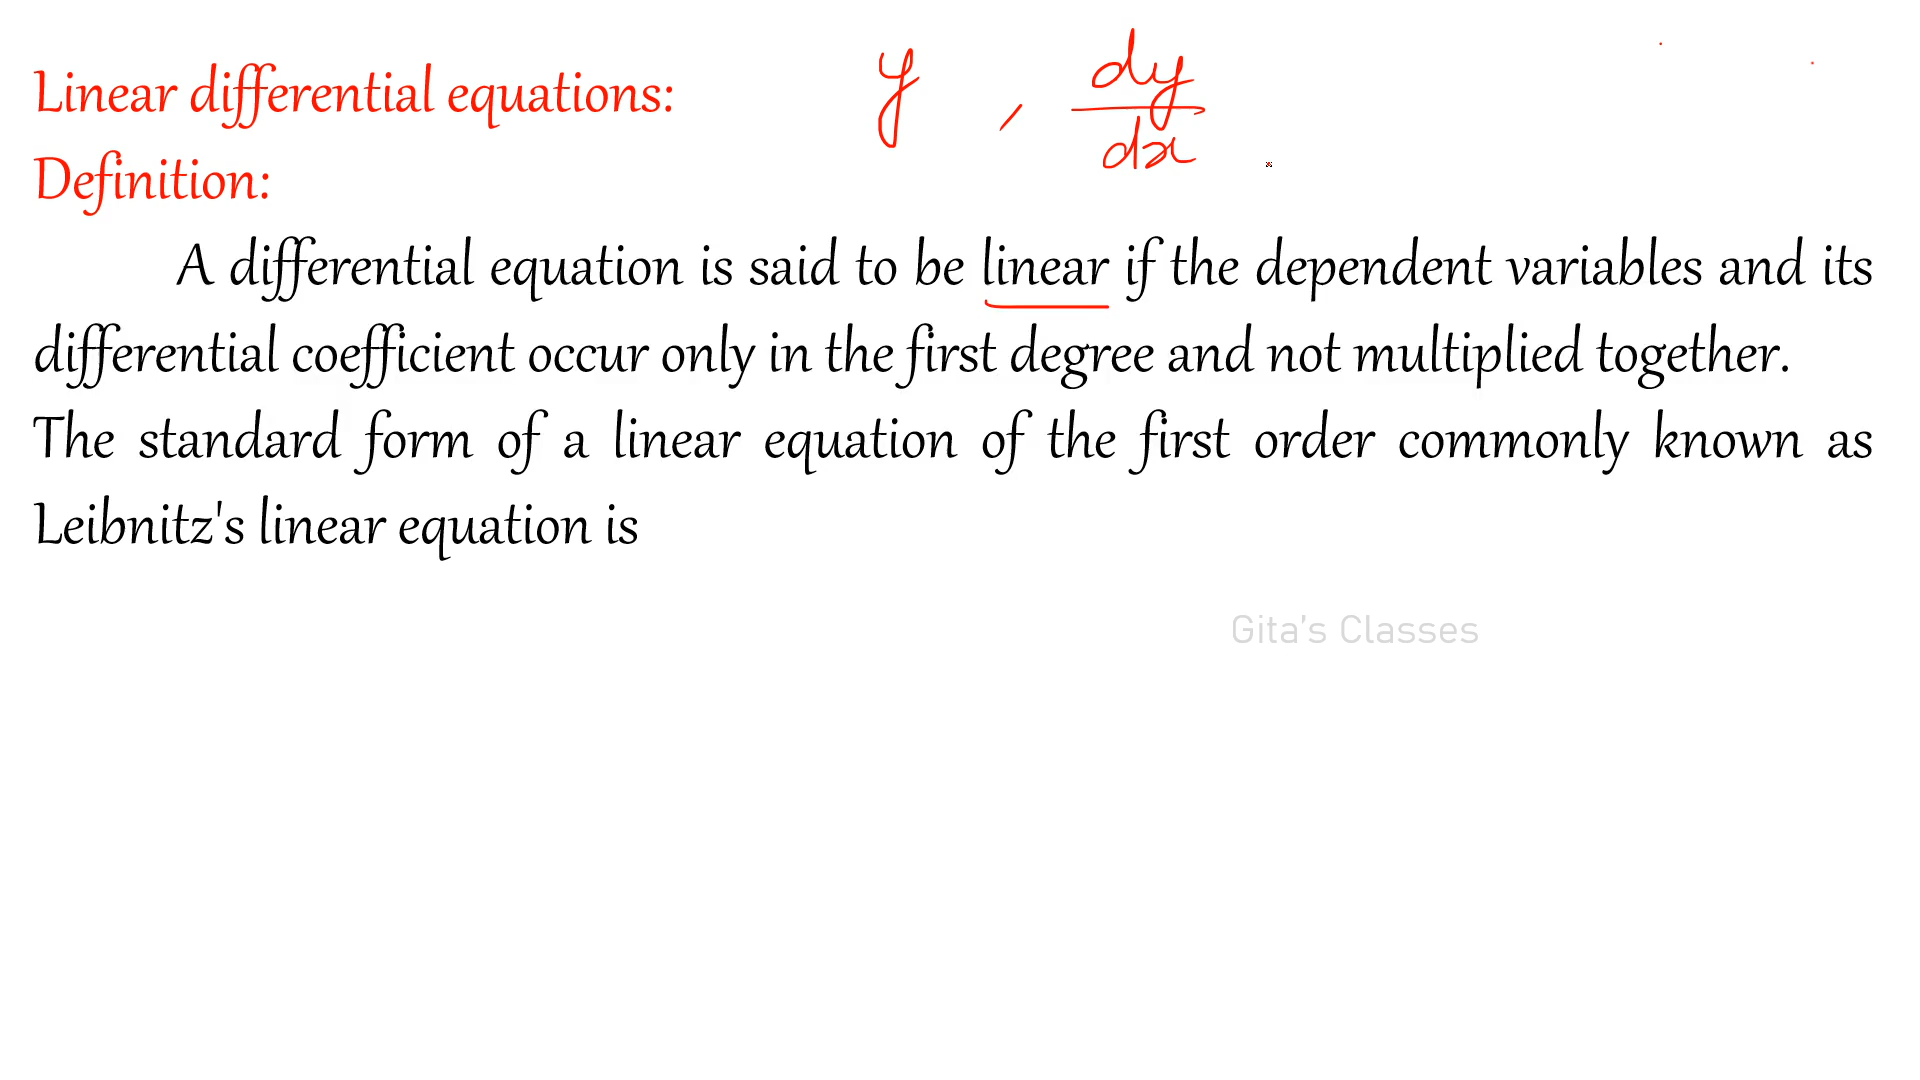 Linear differential equations:
y , dy/dx
Definition:
A differential equation is said to be linear if the dependent variables and its
differential coefficient occur only in the first degree and not multiplied together.
The standard form of a linear equation of the first order commonly known as
Leibnitz's linear equation is
Gita's Classes